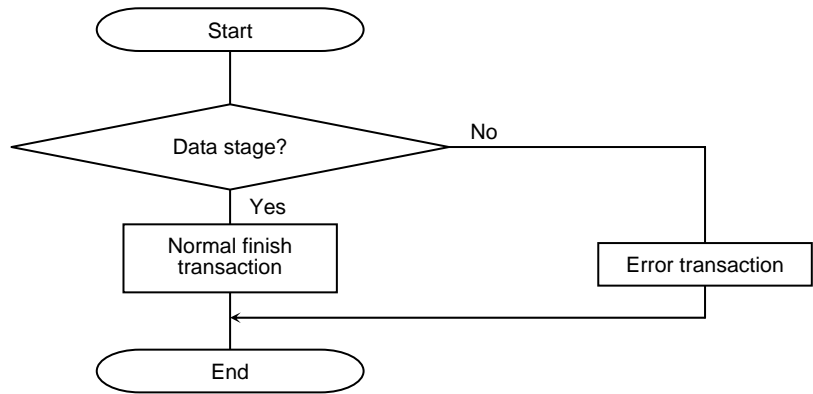 Start
Data stage?
No
Yes
Normal finish
transaction
Error transaction
End